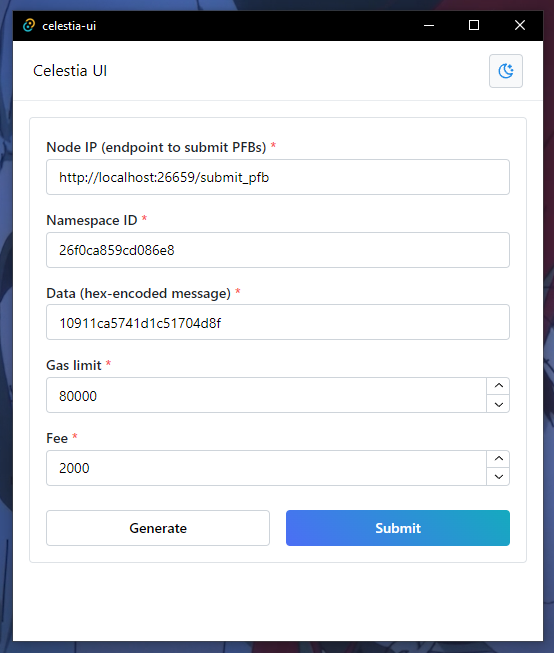 celestia-ui
Celestia UI
Node IP (endpoint to submit PFBs) *
http://localhost:26659/submit_pfb
Namespace ID *
26f0ca859cd086e8
Data (hex-encoded message) *
10911ca5741d1c51704d8f
Gas limit *
80000
Fee *
2000
Generate Submit